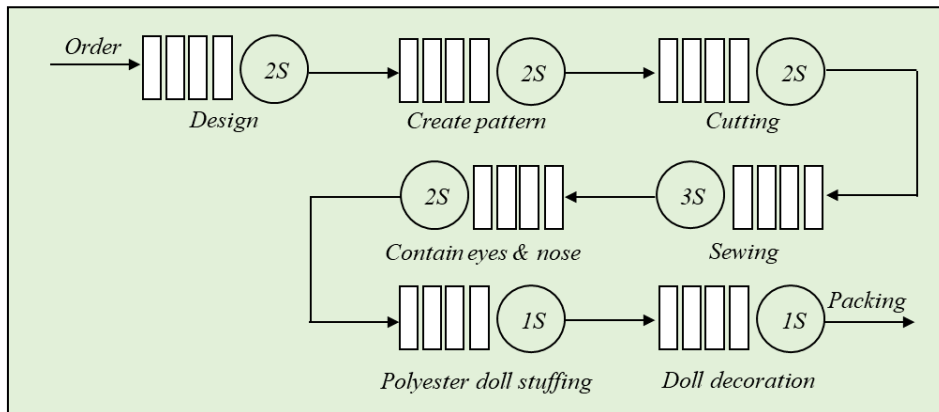 Order
2S
2S
2S
Design
Create pattern
Cutting
2S
3S
Contain eyes & nose
Sewing
Packing
1S
1S
Polyester doll stuffing
Doll decoration